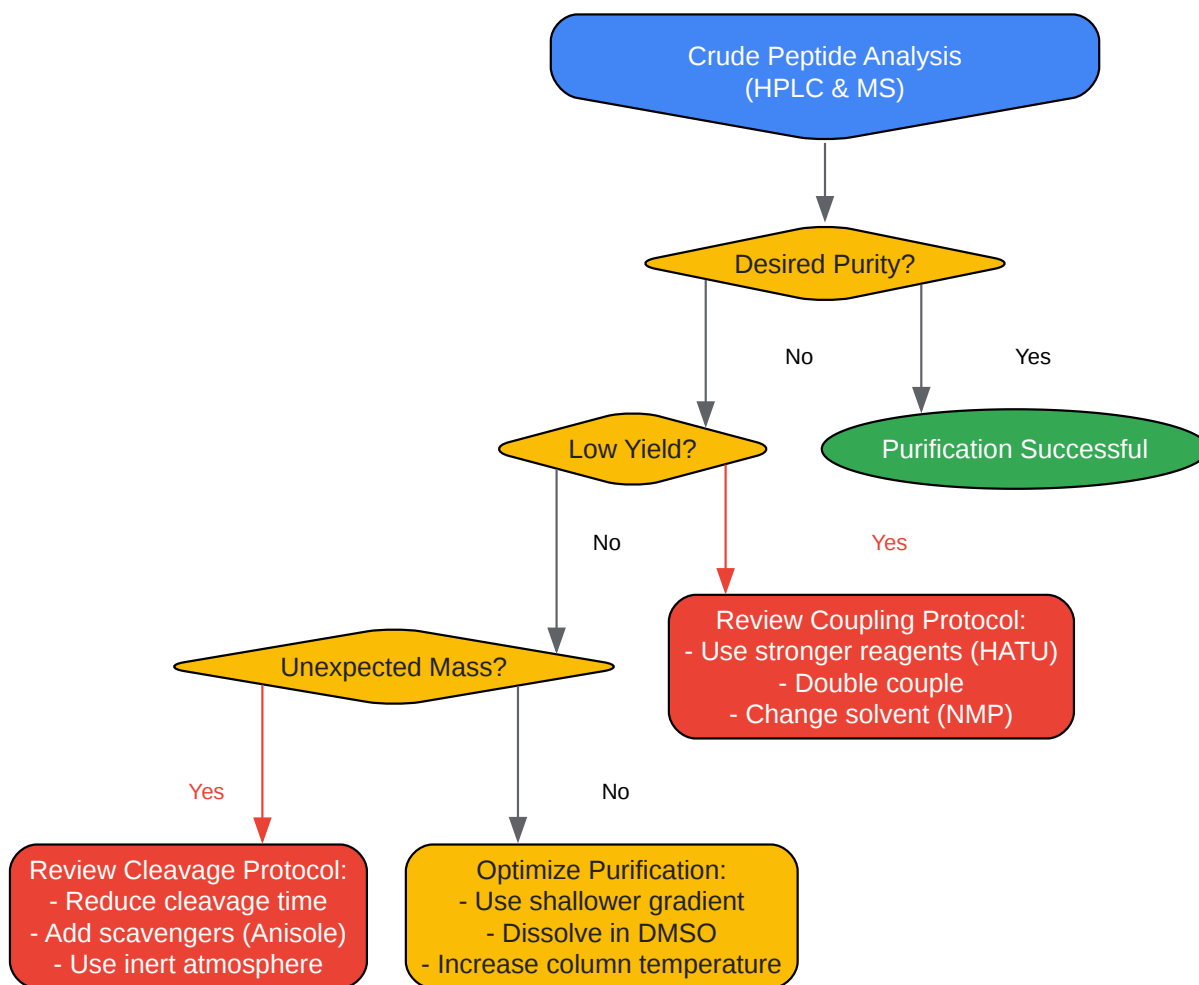 Crude Peptide Analysis
(HPLC & MS)
Desired Purity?
No
Yes
Low Yield?
Purification Successful
No
Yes
Review Coupling Protocol:
- Use stronger reagents (HATU)
- Double couple
- Change solvent (NMP)
Unexpected Mass?
Yes
No
Review Cleavage Protocol:
- Reduce cleavage time
- Add scavengers (Anisole)
- Use inert atmosphere
Optimize Purification:
- Use shallower gradient
- Dissolve in DMSO
- Increase column temperature